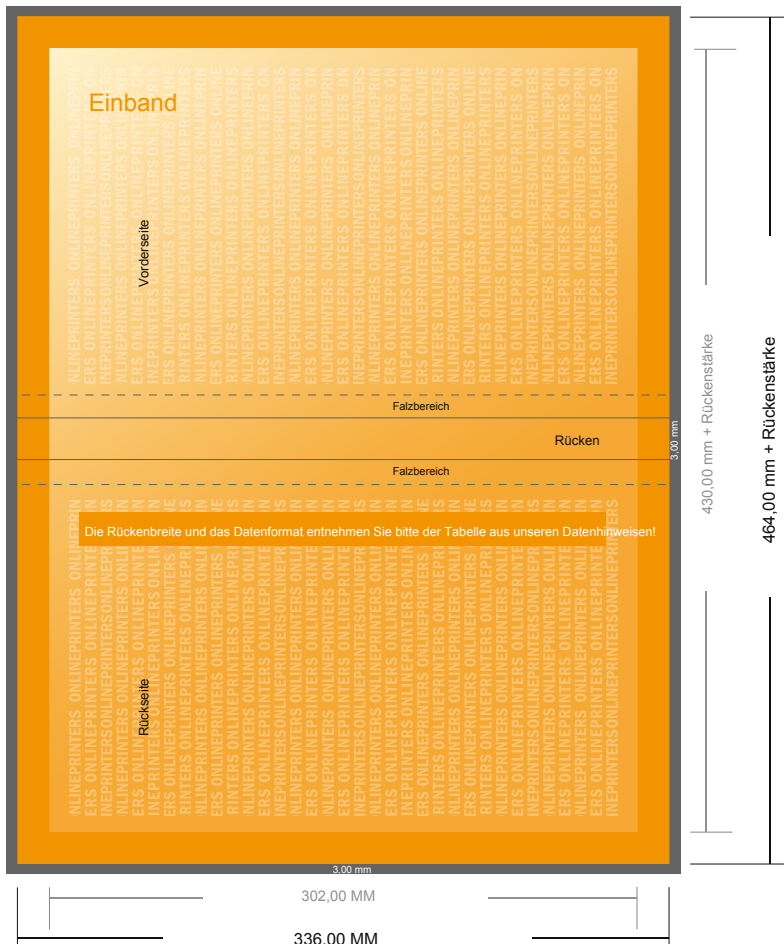 Einband
Vorderseite
Falzbereich
Rücken
Falzbereich
Die Rückenbreite und das Datenformat entnehmen Sie bitte der Tabelle aus unseren Datenhinweisen!
Rückseite
3,00 mm
3,00 mm
430,00 mm + Rückenstärke
464,00 mm + Rückenstärke
302,00 MM
336,00 MM